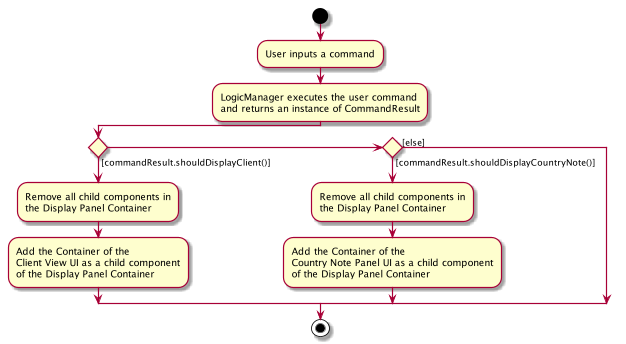 User inputs a command
LogicManager executes the user command
and returns an instance of CommandResult
[commandResult.shouldDisplayClient()]
Remove all child components in
the Display Panel Container
Add the Container of the
Client View UI as a child component
of the Display Panel Container
[else]
[commandResult.shouldDisplayCountryNote()]
Remove all child components in
the Display Panel Container
Add the Container of the
Country Note Panel UI as a child component
of the Display Panel Container